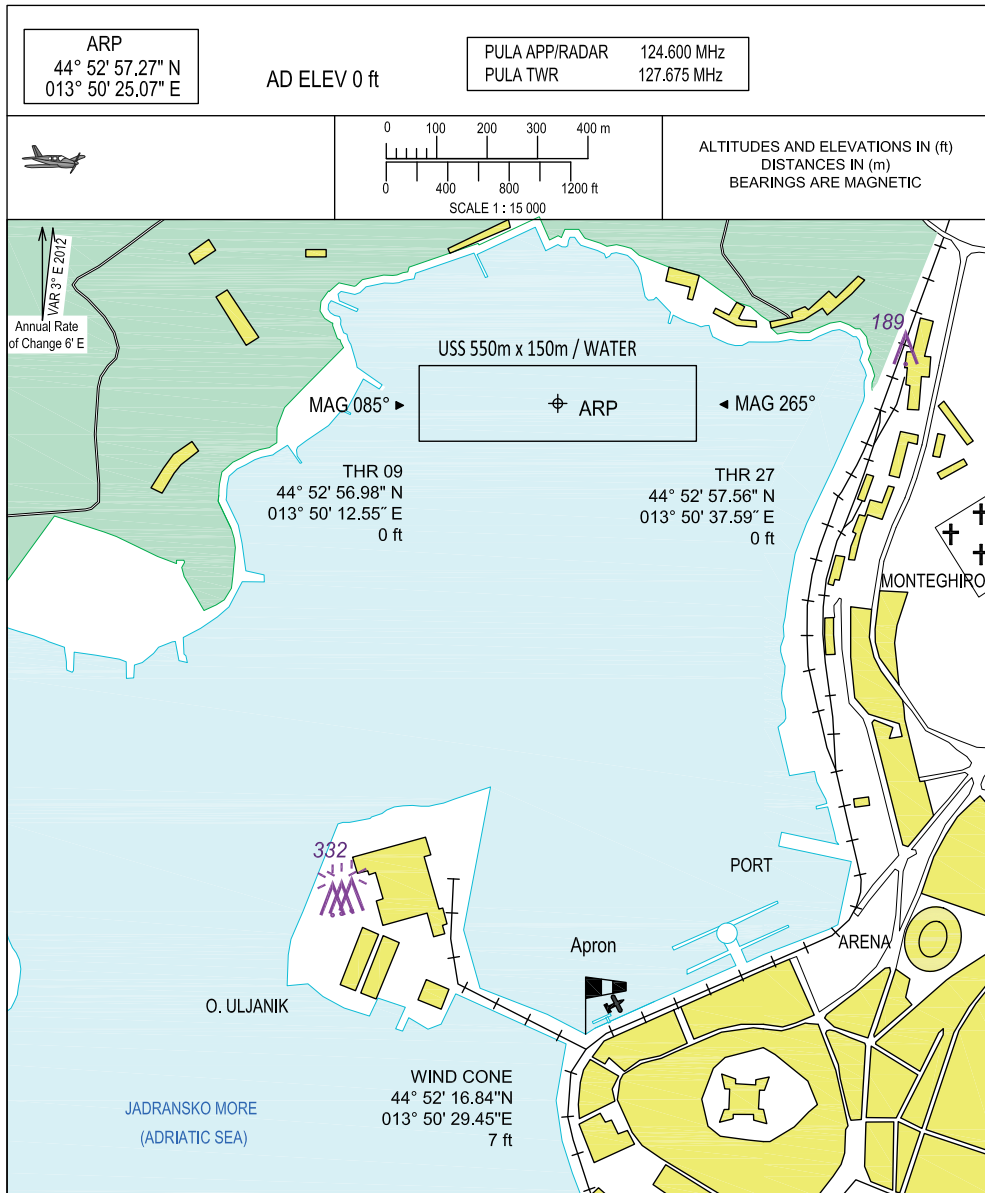 ARP
44° 52' 57.27" N
013° 50' 25.07" E
AD ELEV 0 ft
PULA APP/RADAR 124.600 MHz
PULA TWR 127.675 MHz
0 100 200 300 400 m
0 400 800 1200 ft
SCALE 1 : 15 000
ALTITUDES AND ELEVATIONS IN (ft)
DISTANCES IN (m)
BEARINGS ARE MAGNETIC
VAR 3° E 2012
Annual Rate
of Change 6' E
189
USS 550m x 150m / WATER
MAG 085°
ARP
MAG 265°
THR 09
44° 52' 56.98" N
013° 50' 12.55˝ E
0 ft
THR 27
44° 52' 57.56" N
013° 50' 37.59˝ E
0 ft
MONTEGHIRO
332
PORT
Apron
ARENA
O. ULJANIK
WIND CONE
44° 52' 16.84"N
013° 50' 29.45"E
7 ft
JADRANSKO MORE
(ADRIATIC SEA)